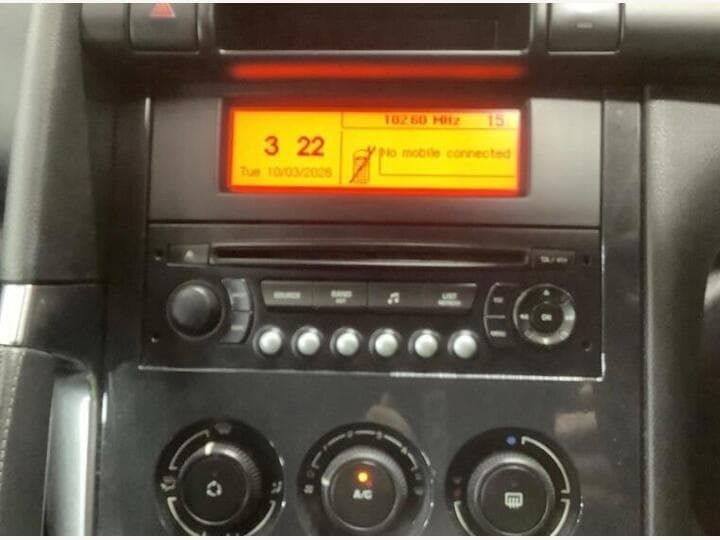 102.60 MHz 15
3 22
No mobile connected
Tue 10/03/2026
SOURCE
BAND
LIST
OK
A/C